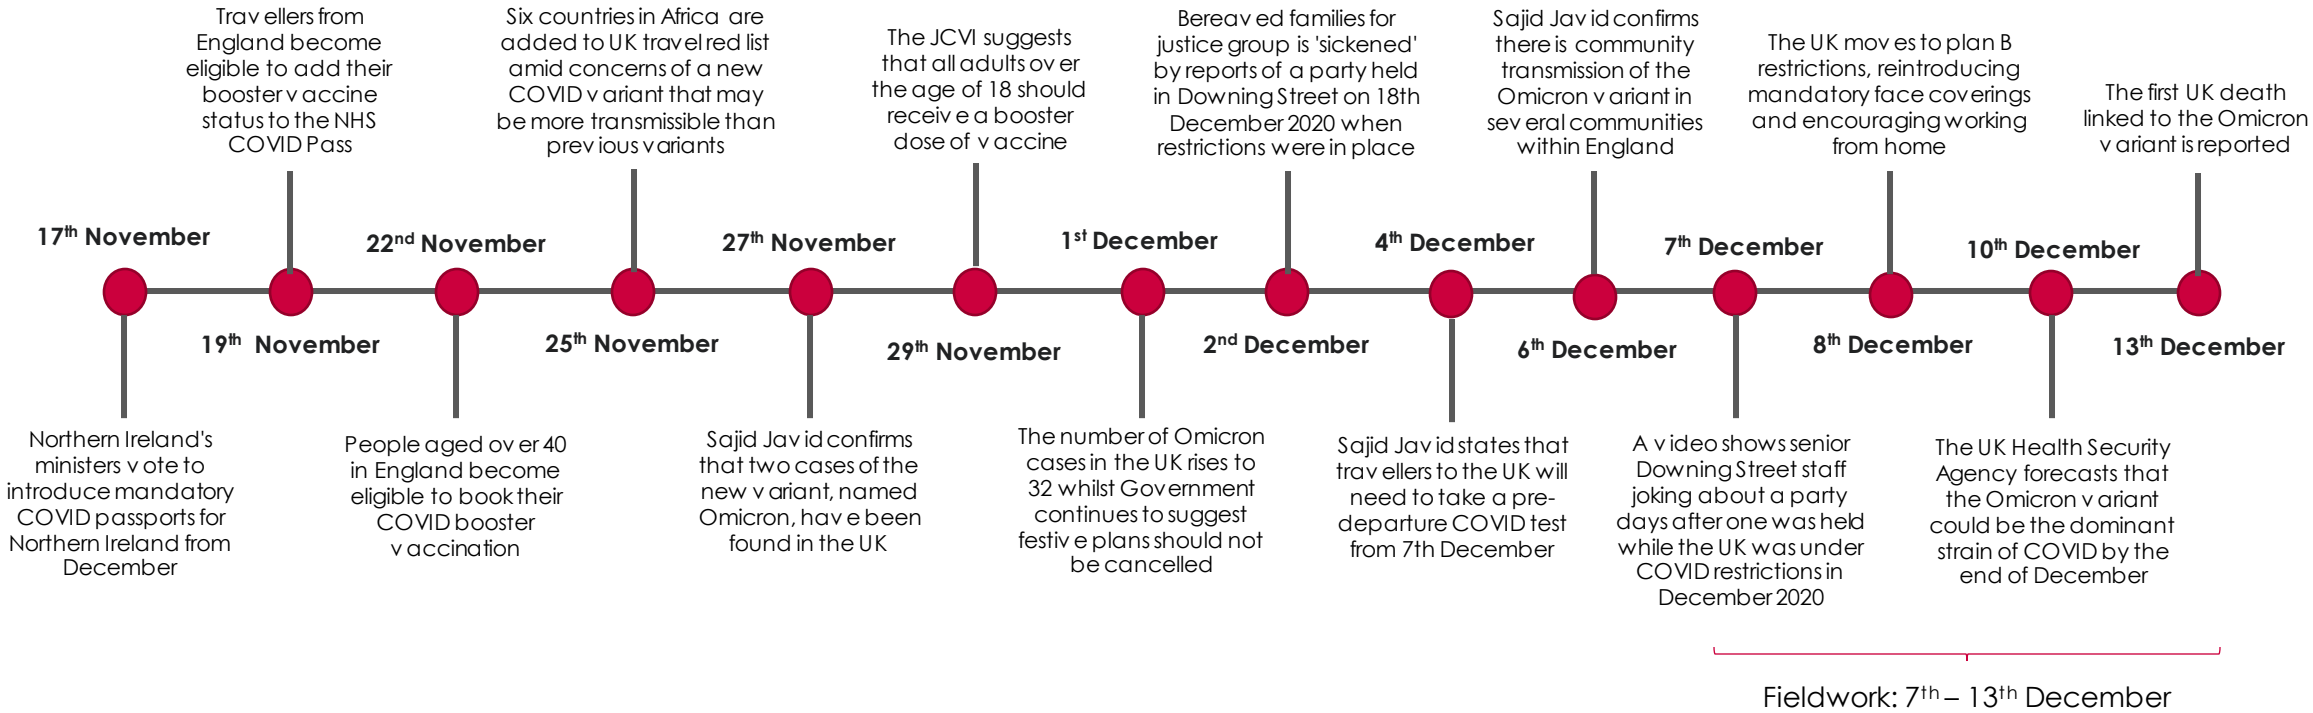 17th November
Northern Ireland's
ministers vote to
introduce mandatory
COVID passports for
Northern Ireland from
December
Travellers from
England become
eligible to add their
booster vaccine
status to the NHS
COVID Pass
19th November
22nd November
People aged over 40
in England become
eligible to book their
COVID booster
vaccination
Six countries in Africa are
added to UK travel red list
amid concerns of a new
COVID variant that may
be more transmissible than
previous variants
25th November
27th November
Sajid Javid confirms
that two cases of the
new variant, named
Omicron, have been
found in the UK
The JCVI suggests
that all adults over
the age of 18 should
receive a booster
dose of vaccine
29th November
1st December
The number of Omicron
cases in the UK rises to
32 whilst Government
continues to suggest
festive plans should not
be cancelled
Bereaved families for
justice group is 'sickened'
by reports of a party held
in Downing Street on 18th
December 2020 when
restrictions were in place
2nd December
4th December
Sajid Javid states that
travellers to the UK will
need to take a pre-
departure COVID test
from 7th December
Sajid Javid confirms
there is community
transmission of the
Omicron variant in
several communities
within England
6th December
7th December
A video shows senior
Downing Street staff
joking about a party
days after one was held
while the UK was under
COVID restrictions in
December 2020
The UK moves to plan B
restrictions, reintroducing
mandatory face coverings
and encouraging working
from home
8th December
10th December
The UK Health Security
Agency forecasts that
the Omicron variant
could be the dominant
strain of COVID by the
end of December
The first UK death
linked to the Omicron
variant is reported
13th December
Fieldwork: 7th – 13th December